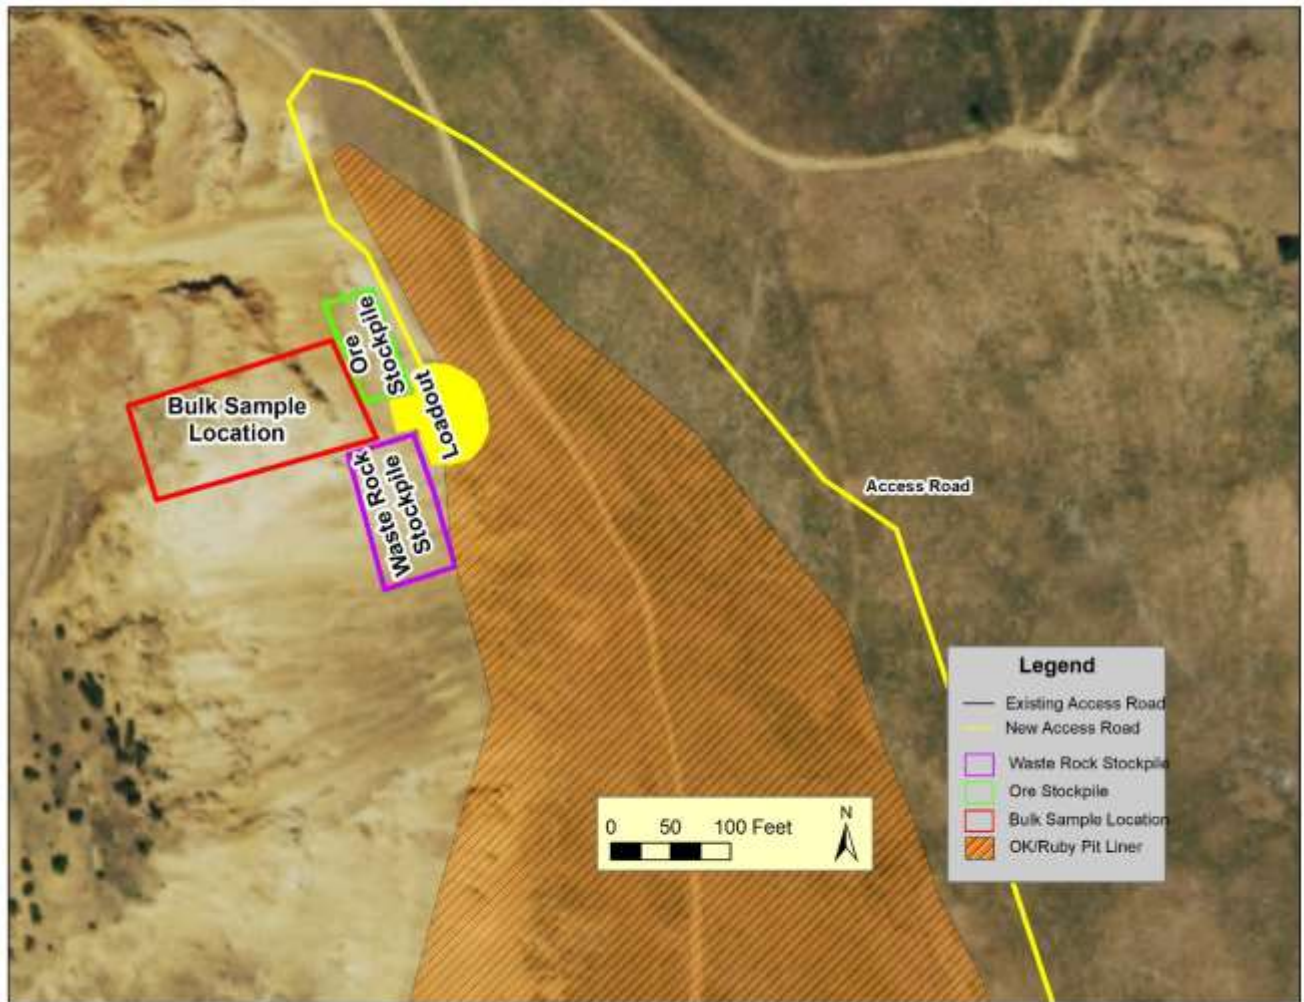 Ore
Stockpile
Bulk Sample
Location
Loadout
Waste Rock
Stockpile
Access Road
Legend
Existing Access Road
New Access Road
Waste Rock Stockpile
Ore Stockpile
Bulk Sample Location
OK/Ruby Pit Liner
0 50 100 Feet
N